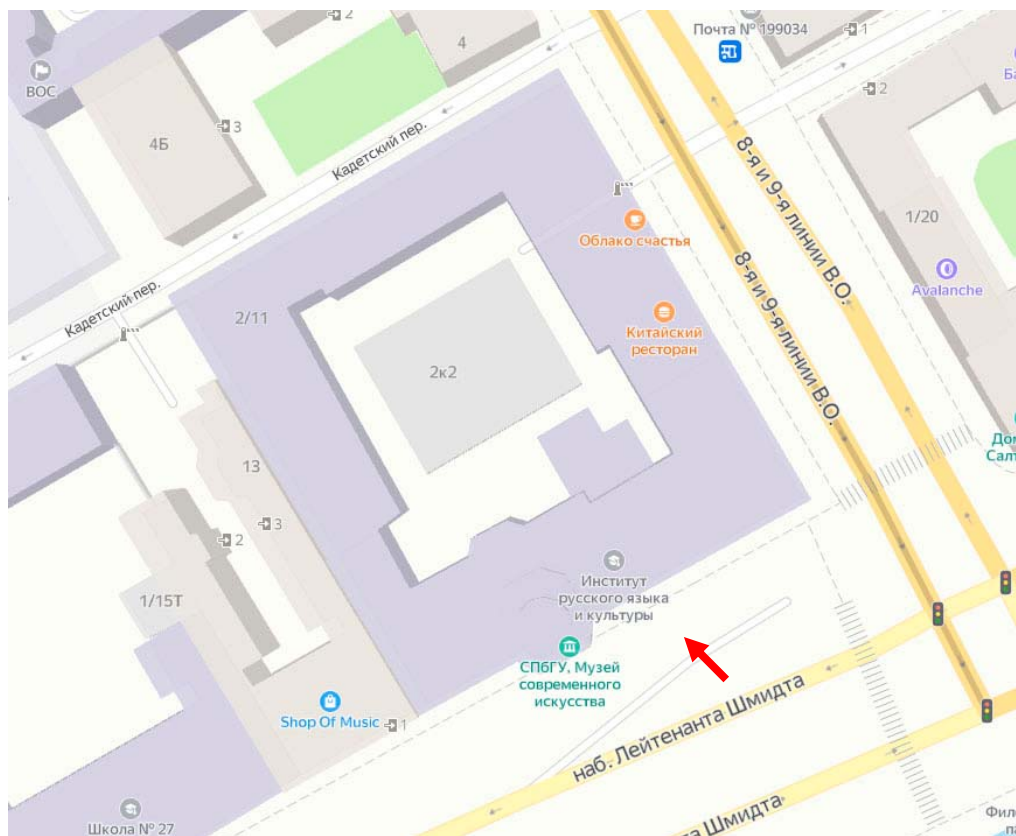 2
Почта № 199034
1
4
ВОС
2
3
4Б
Кадетский пер.
8-я и 9-я линии В.О.
1/20
Облако счастья
Avalanche
8-я и 9-я линии В.О.
Кадетский пер.
2/11
Китайский
ресторан
2к2
13
3
2
Институт
русского языка
и культуры
1/15Т
СПбГУ, Музей
современного
искусства
наб. Лейтенанта Шмидта
Shop Of Music
1
Школа № 27
Шмидта